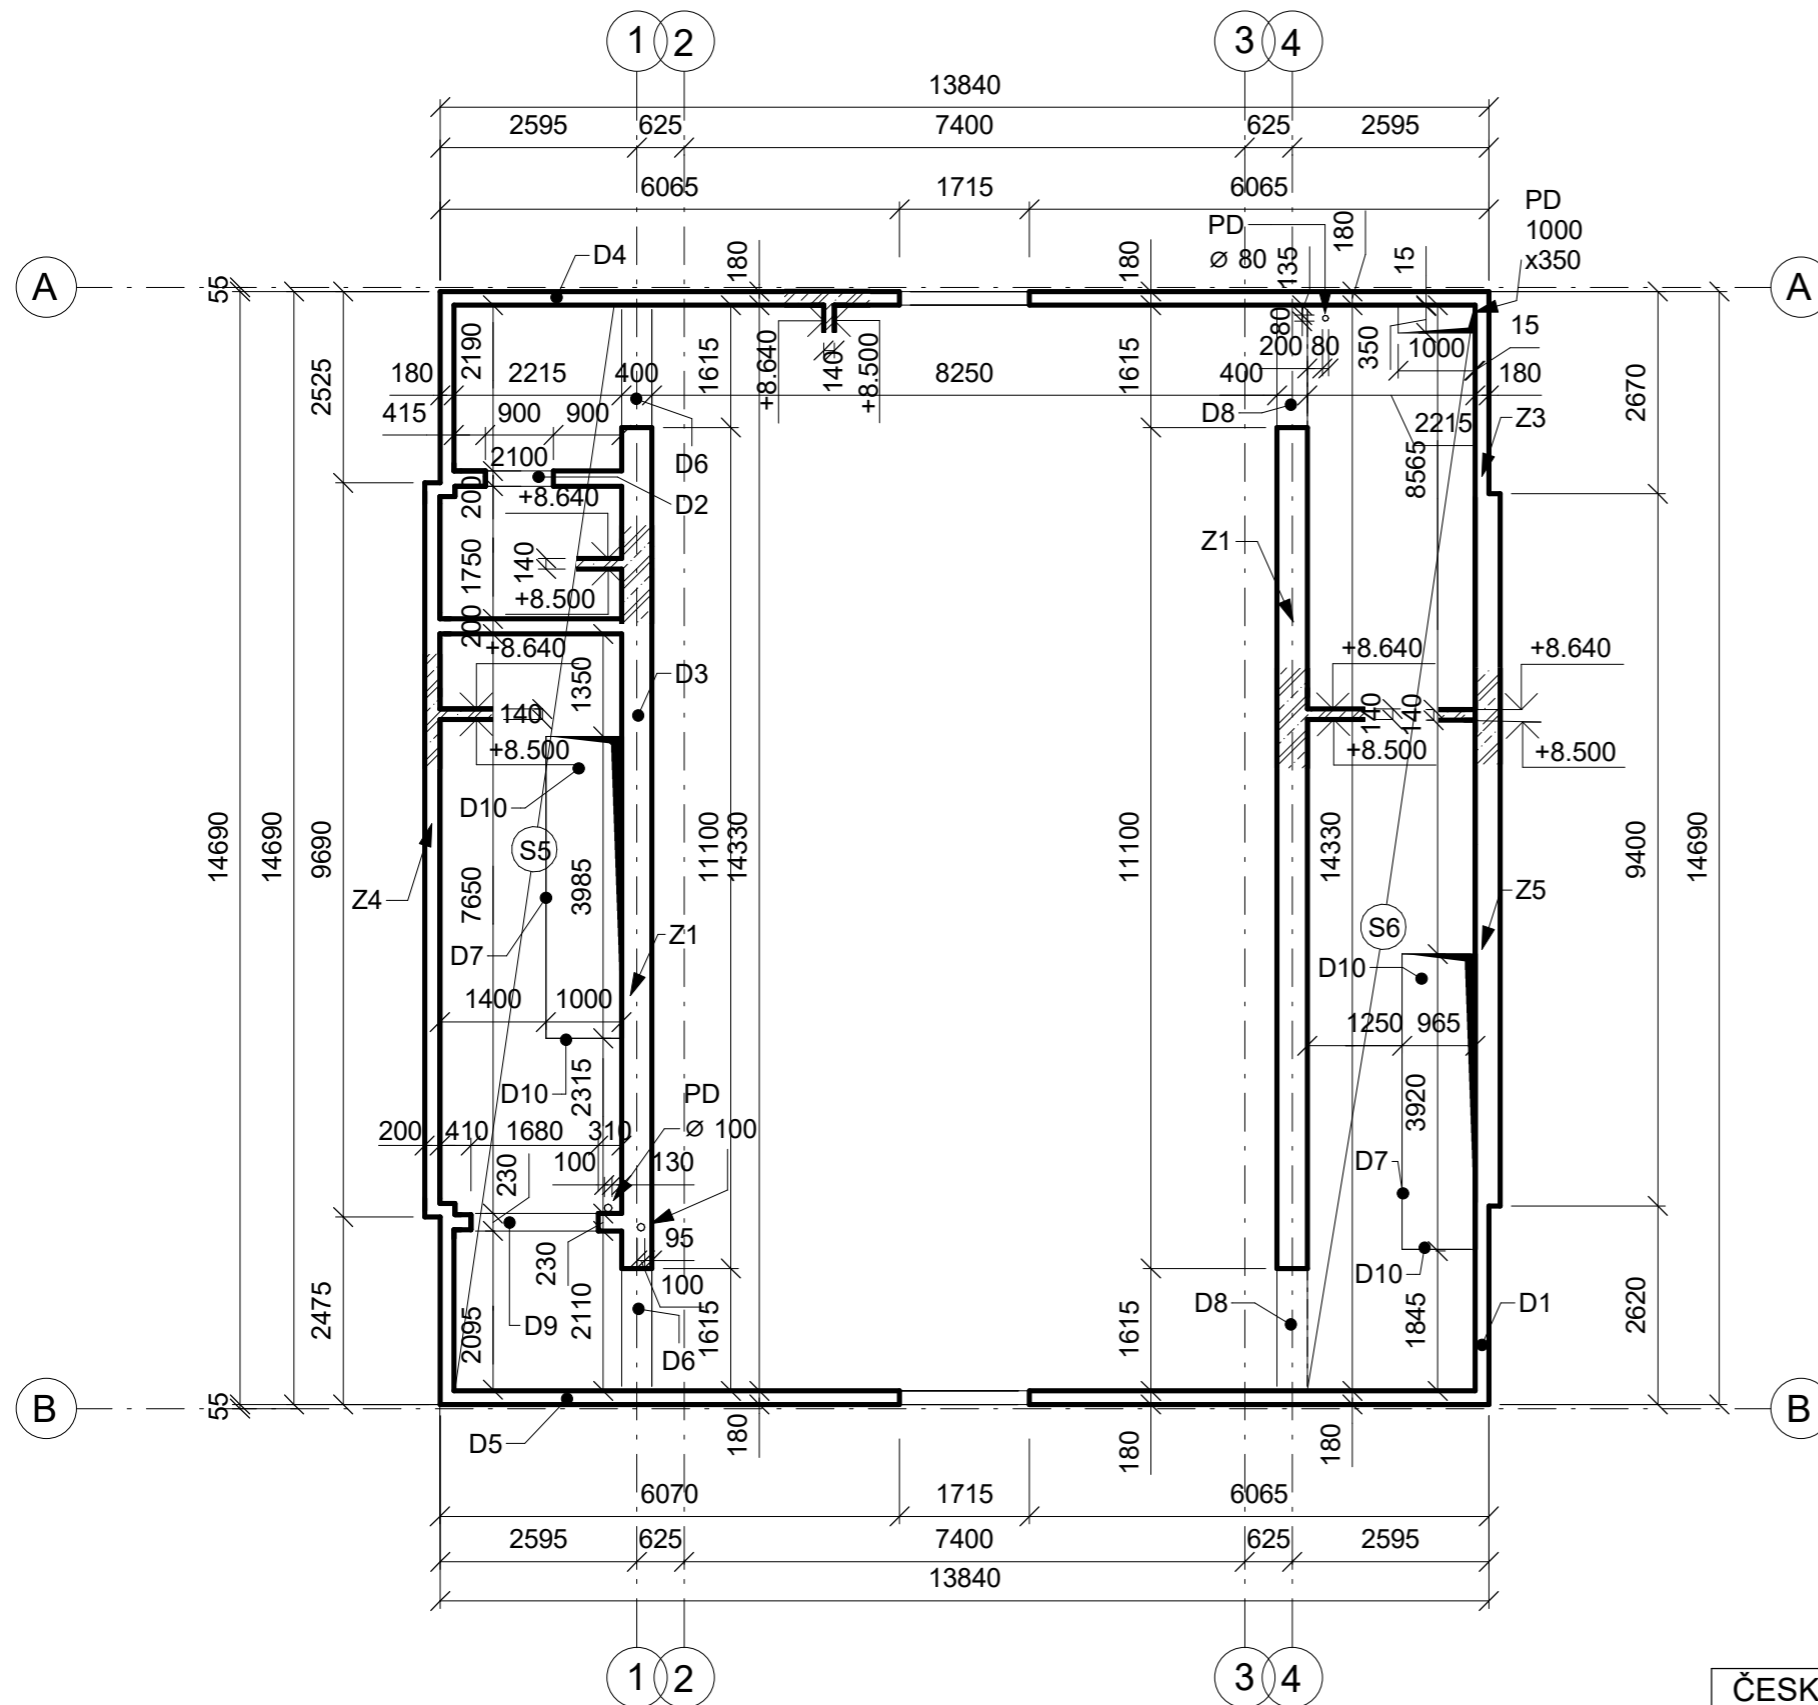 1 2 3 4
13840
2595 625 7400 625 2595
6065 1715 6065
PD
1000
x350
PD
Ø 80
180 180 135 180 15
D4
A A
55
15
2190 1615 +8.640 140 +8.500 1615 80 200 80 350 1000
180 2215 400 8250 400 180
415 900 900 D8 2215 Z3
2525 2670
2100 D6
8565
200 +8.640 D2
1750 140 Z1
+8.500
200
+8.640 1350 +8.640 +8.640
D3
140 140 140
+8.500 +8.500 +8.500
D10
14690 14690 9690 S5 11100 14330 11100 14330 9400 14690
Z4 7650 3985 Z5
D7 Z1 S6
D10
1400 1000 1250 965
D10 2315 PD 3920
200 410 1680 310 Ø 100
100 130 D7
230
95
230 100 D10
2475 2095 D9 2110 D6 1615 D8 1615 1845 D1 2620
B B
55
D5 180 180 180
6070 1715 6065
2595 625 7400 625 2595
13840
1 2 3 4
ČESK